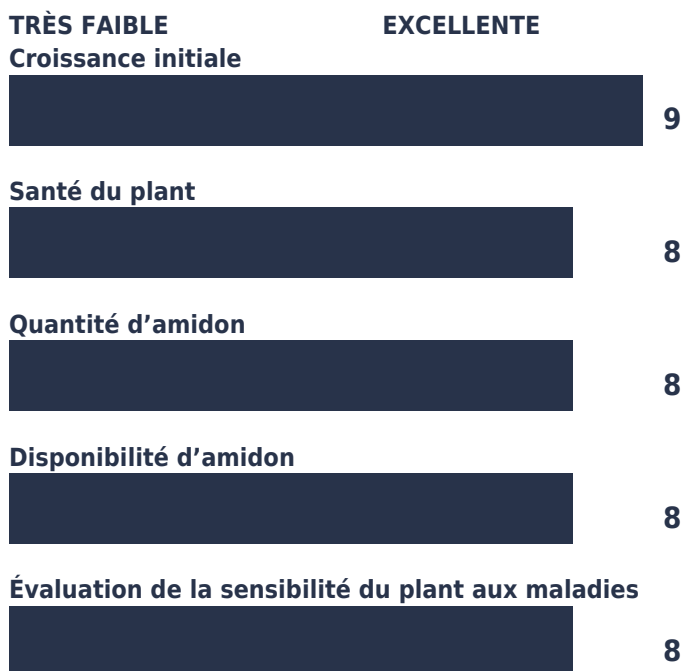 TRÈS FAIBLE EXCELLENTE
Croissance initiale
9
Santé du plant
8
Quantité d’amidon
8
Disponibilité d’amidon
8
Évaluation de la sensibilité du plant aux maladies
8